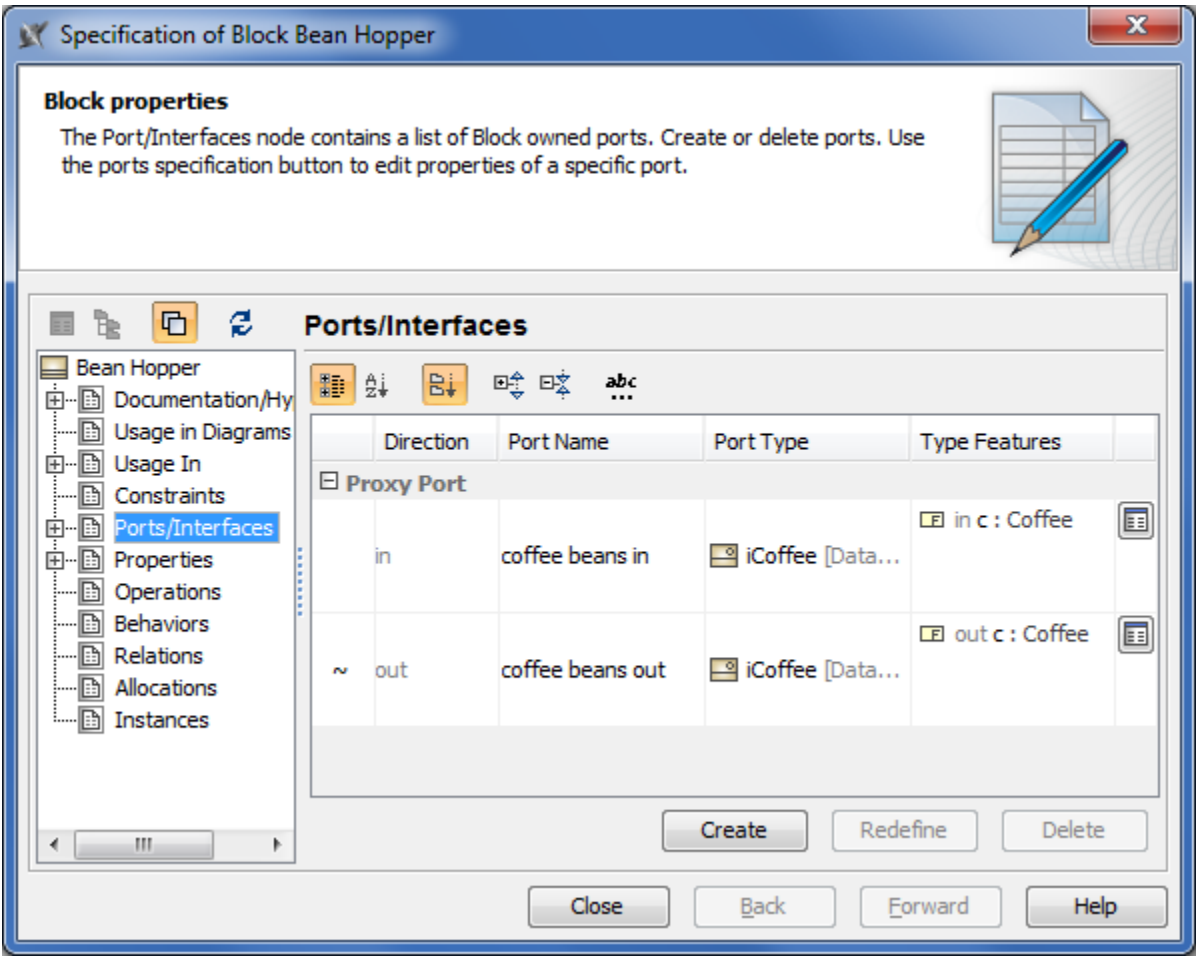 Specification of Block Bean Hopper
Block properties
The Port/Interfaces node contains a list of Block owned ports. Create or delete ports. Use
the ports specification button to edit properties of a specific port.
Ports/Interfaces
Bean Hopper
Documentation/Hy
Usage in Diagrams
Usage In
Constraints
Ports/Interfaces
Properties
Operations
Behaviors
Relations
Allocations
Instances
abc
Direction Port Name Port Type Type Features
Proxy Port
in coffee beans in iCoffee [Data... in c : Coffee
~ out coffee beans out iCoffee [Data... out c : Coffee
Create Redefine Delete
Close Back Forward Help